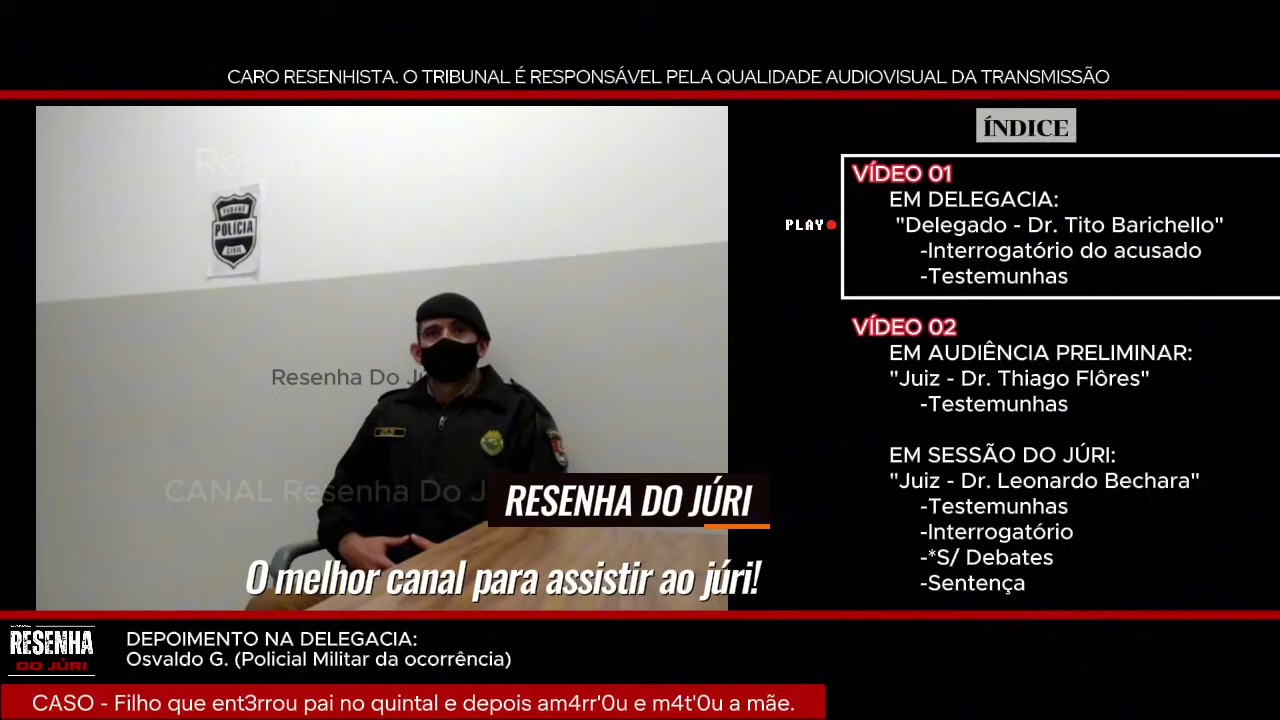 CARO RESENHISTA. O TRIBUNAL É RESPONSÁVEL PELA QUALIDADE AUDIOVISUAL DA TRANSMISSÃO
ÍNDICE
VÍDEO 01
EM DELEGACIA:
"Delegado - Dr. Tito Barichello"
-Interrogatório do acusado
-Testemunhas
PLAY
VÍDEO 02
EM AUDIÊNCIA PRELIMINAR:
"Juiz - Dr. Thiago Flôres"
-Testemunhas
EM SESSÃO DO JÚRI:
"Juiz - Dr. Leonardo Bechara"
-Testemunhas
-Interrogatório
-*S/ Debates
-Sentença
PARANÁ
POLÍCIA
CIVIL
Resenha Do Jú
CANAL Resenha Do J
RESENHA DO JÚRI
O melhor canal para assistir ao júri!
RESENHA
DO JÚRI
DEPOIMENTO NA DELEGACIA:
Osvaldo G. (Policial Militar da ocorrência)
CASO - Filho que ent3rrou pai no quintal e depois am4rr'0u e m4t'0u a mãe.